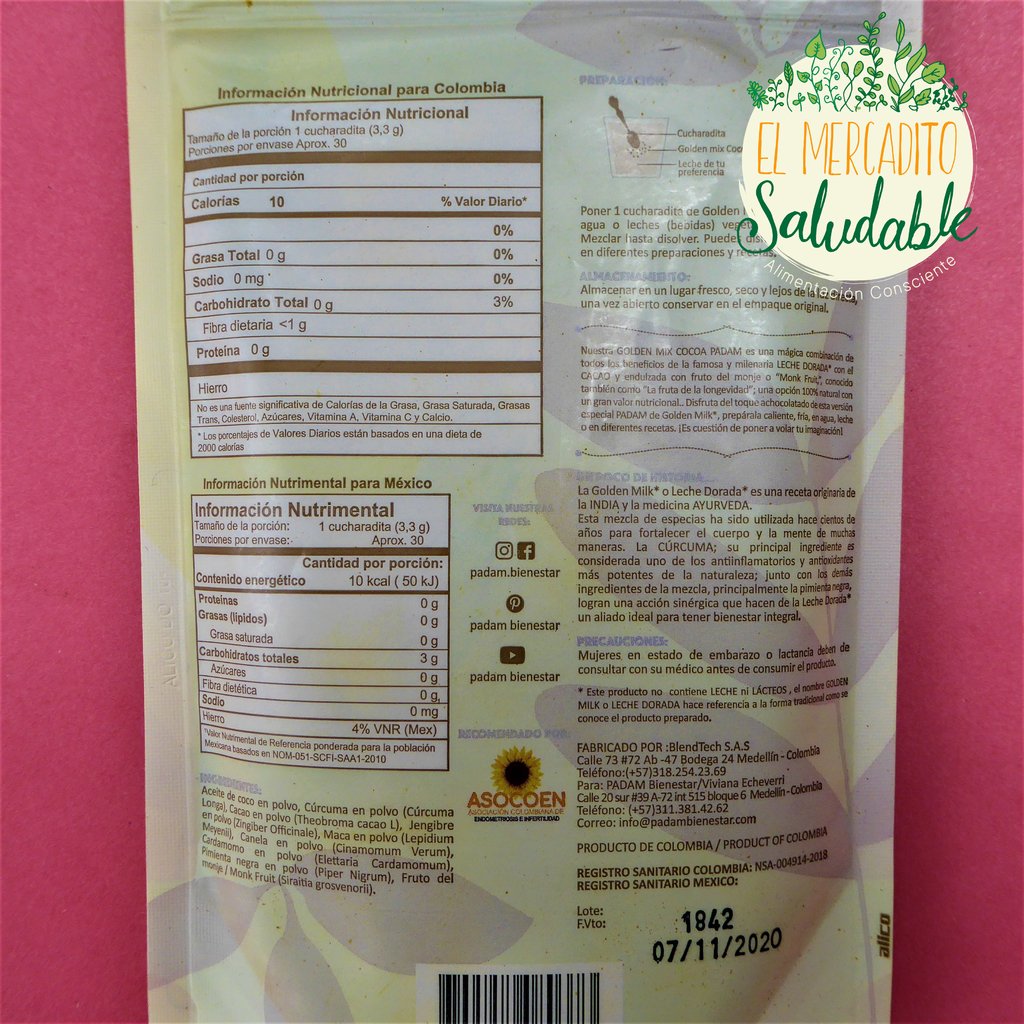 Información Nutricional para Colombia
Información Nutricional
Tamaño de la porción 1 cucharadita (3,3 g)
Porciones por envase Aprox. 30
Cantidad por porción
Calorías 10 % Valor Diario*
0%
Grasa Total 0 g 0%
Sodio 0 mg 0%
Carbohidrato Total 0 g 3%
Fibra dietaria <1 g
Proteína 0 g
Hierro
No es una fuente significativa de Calorías de la Grasa, Grasa Saturada, Grasas
Trans, Colesterol, Azúcares, Vitamina A, Vitamina C y Calcio.
* Los porcentajes de Valores Diarios están basados en una dieta de
2000 calorías
Información Nutrimental para México
Información Nutrimental
Tamaño de la porción: 1 cucharadita (3,3 g)
Porciones por envase: Aprox. 30
Cantidad por porción:
Contenido energético 10 kcal ( 50 kJ)
Proteínas 0 g
Grasas (lípidos) 0 g
Grasa saturada 0 g
Carbohidratos totales 3 g
Azúcares 0 g
Fibra dietética 0 g
Sodio 0 mg
Hierro 4% VNR (Mex)
*Valor Nutrimental de Referencia ponderada para la población
Mexicana basados en NOM-051-SCFI-SAA1-2010
INGREDIENTES:
Aceite de coco en polvo, Cúrcuma en polvo (Cúrcuma
Longa), Cacao en polvo (Theobroma cacao L), Jengibre
en polvo (Zingiber Officinale), Maca en polvo (Lepidium
Meyenii), Canela en polvo (Cinamomum Verum),
Cardamomo en polvo (Elettaria Cardamomum),
Pimienta negra en polvo (Piper Nigrum), Fruto del
monje / Monk Fruit (Siraitia grosvenorii).
VISITA NUESTRAS
REDES:
padam.bienestar
padam bienestar
padam bienestar
RECOMENDADO POR:
ASOCOEN
ASOCIACIÓN COLOMBIANA DE
ENDOMETRIOSIS E INFERTILIDAD
PREPARACIÓN:
Cucharadita
Golden mix Coc
Leche de tu
preferencia
Poner 1 cucharadita de Golden
agua o leches (bebidas)
Mezclar hasta disolver. Puedes
en diferentes preparaciones y recetas.
ALMACENAMIENTO:
Almacenar en un lugar fresco, seco y lejos de la
una vez abierto conservar en el empaque original.
Nuestra GOLDEN MIX COCOA PADAM es una mágica combinación de
todos los beneficios de la famosa y milenaria LECHE DORADA* con el
CACAO y endulzada con fruto del monje o "Monk Fruit", conocido
también como "La fruta de la longevidad"; una opción 100% natural con
un gran valor nutricional.. Disfruta del toque achocolatado de esta versión
especial PADAM de Golden Milk*, prepárala caliente, fría, en agua, leche
o en diferentes recetas. ¡Es cuestión de poner a volar tu imaginación!
UN POCO DE HISTORIA....
La Golden Milk* o Leche Dorada* es una receta originaria de
la INDIA y la medicina AYURVEDA.
Esta mezcla de especias ha sido utilizada hace cientos de
años para fortalecer el cuerpo y la mente de muchas
maneras. La CÚRCUMA; su principal ingrediente es
considerada uno de los antiinflamatorios y antioxidantes
más potentes de la naturaleza; junto con los demás
ingredientes de la mezcla, principalmente la pimienta negra,
logran una acción sinérgica que hacen de la Leche Dorada*
un aliado ideal para tener bienestar integral.
PRECAUCIONES:
Mujeres en estado de embarazo o lactancia deben de
consultar con su médico antes de consumir el producto.
* Este producto no contiene LECHE ni LÁCTEOS , el nombre GOLDEN
MILK o LECHE DORADA hace referencia a la forma tradicional como se
conoce el producto preparado.
FABRICADO POR :BlendTech S.A.S
Calle 73 #72 Ab -47 Bodega 24 Medellín - Colombia
Teléfono:(+57)318.254.23.69
Para: PADAM Bienestar/Viviana Echeverri
Calle 20 sur #39 A-72 int 515 bloque 6 Medellín - Colombia
Teléfono: (+57)311.381.42.62
Correo: info@padambienestar.com
PRODUCTO DE COLOMBIA / PRODUCT OF COLOMBIA
REGISTRO SANITARIO COLOMBIA: NSA-004914-2018
REGISTRO SANITARIO MEXICO:
Lote: 1842
F.Vto: 07/11/2020
alico
EL MERCADITO
Saludable
Alimentación Consciente